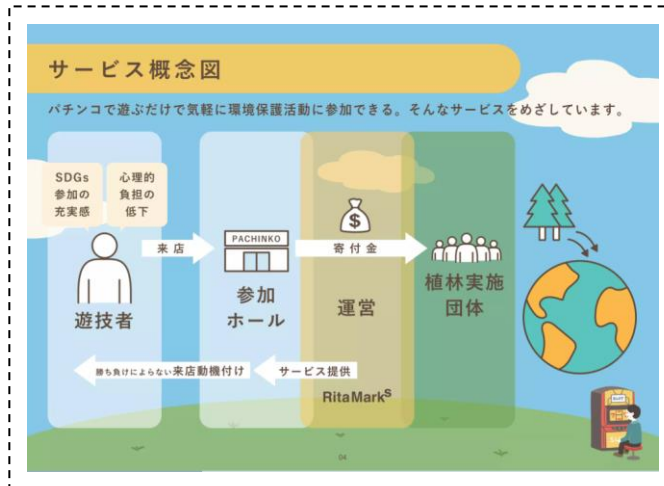 サービス概念図
パチンコで遊ぶだけで気軽に環境保護活動に参加できる。そんなサービスをめざしています。
SDGs
参加の
充実感
心理的
負担の
低下
遊技者
来店
PACHINKO
参加
ホール
$
寄付金
運営
植林実施
団体
勝ち負けによらない来店動機付け
サービス提供
RitaMarkS
04